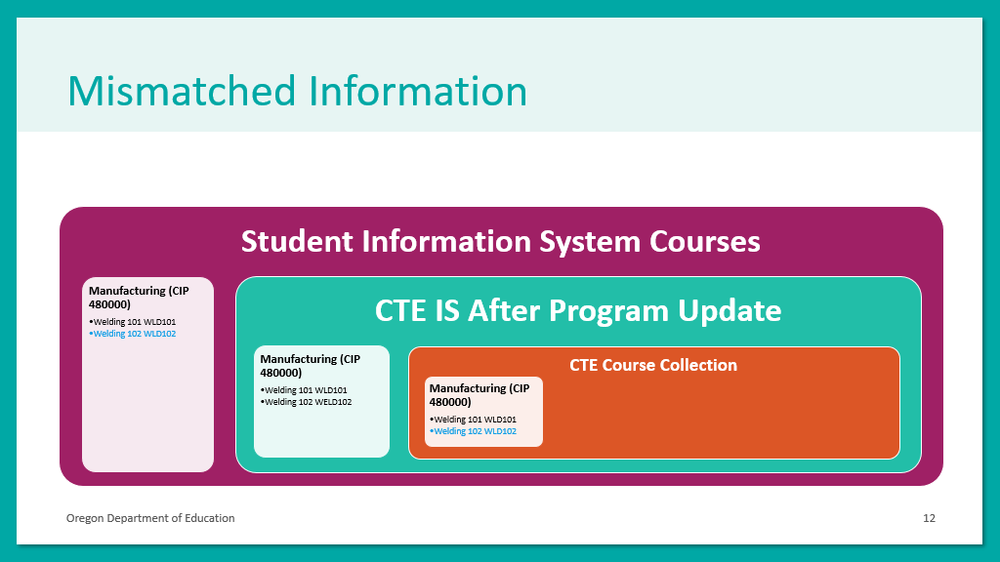 Mismatched Information
Student Information System Courses
Manufacturing (CIP
480000)
•Welding 101 WLD101
•Welding 102 WLD102
CTE IS After Program Update
Manufacturing (CIP
480000)
•Welding 101 WLD101
•Welding 102 WELD102
CTE Course Collection
Manufacturing (CIP
480000)
•Welding 101 WLD101
•Welding 102 WLD102
Oregon Department of Education
12